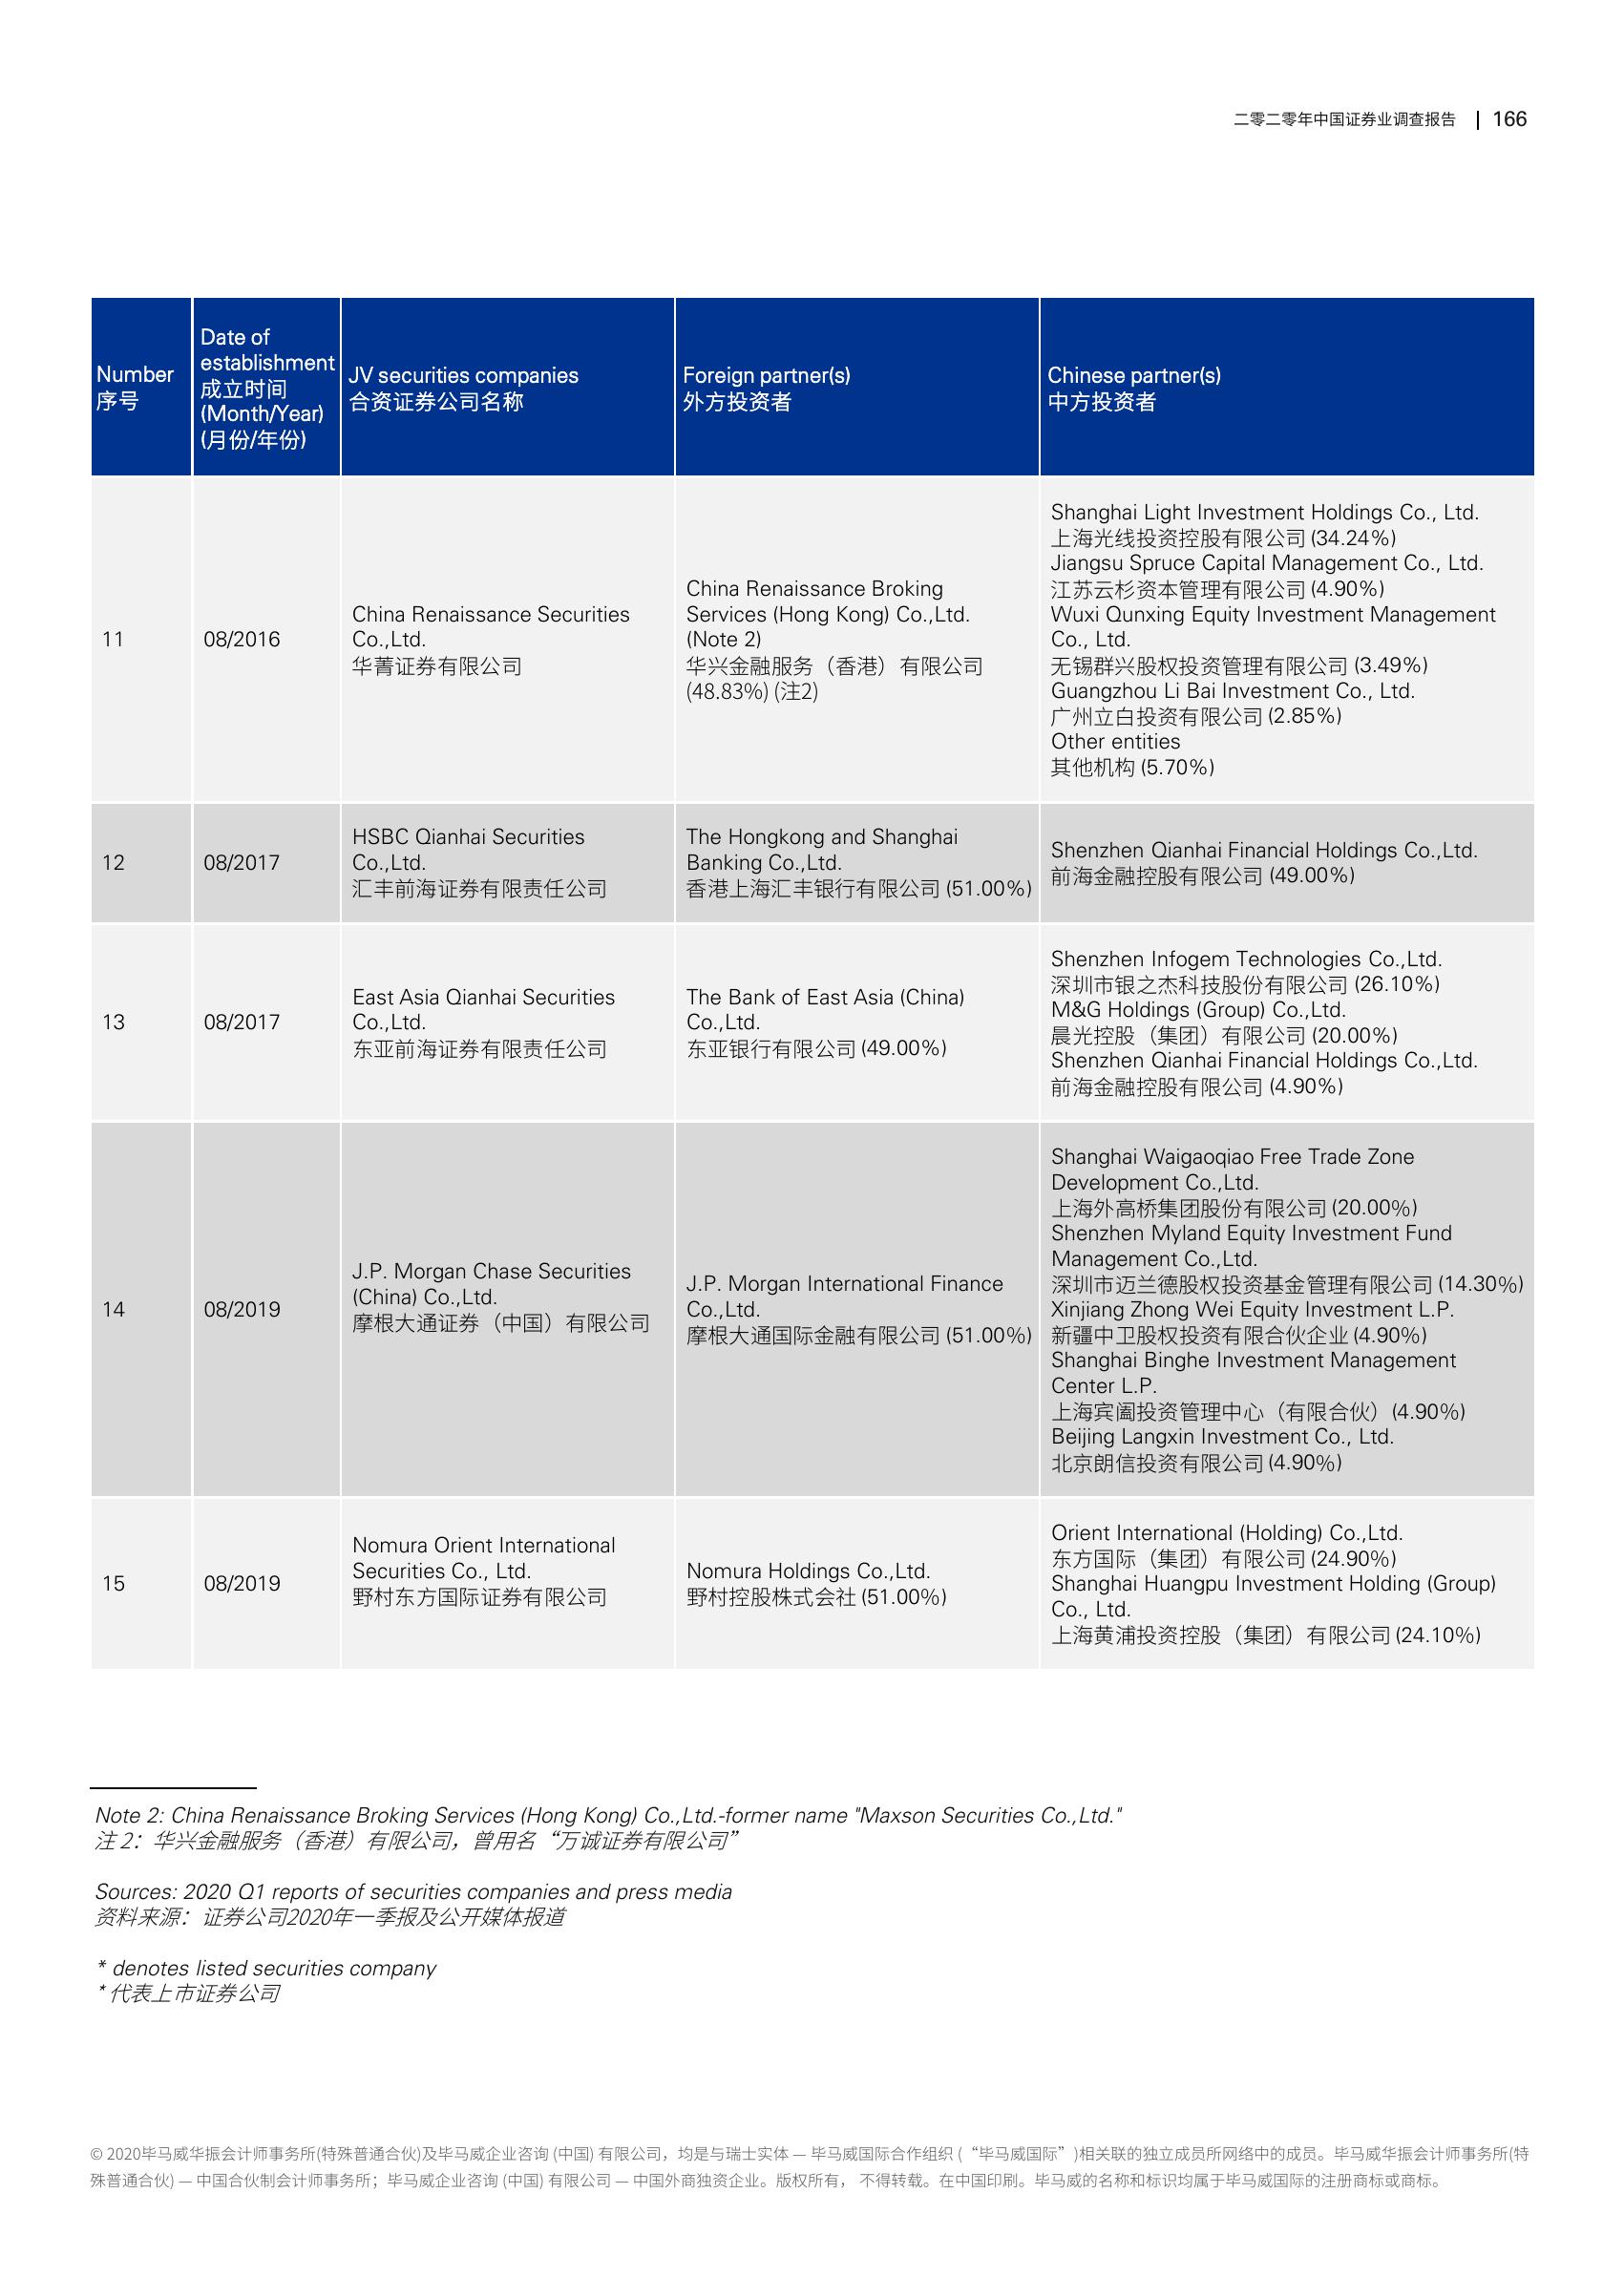 二零二零年中国证券业调查报告 | 166
Number
序号
Date of
establishment
成立时间
(Month/Year)
(月份/年份)
JV securities companies
合资证券公司名称
Foreign partner(s)
外方投资者
Chinese partner(s)
中方投资者
11
08/2016
China Renaissance Securities
Co.,Ltd.
华菁证券有限公司
China Renaissance Broking
Services (Hong Kong) Co.,Ltd.
(Note 2)
华兴金融服务（香港）有限公司
(48.83%) (注2)
Shanghai Light Investment Holdings Co., Ltd.
上海光线投资控股有限公司 (34.24%)
Jiangsu Spruce Capital Management Co., Ltd.
江苏云杉资本管理有限公司 (4.90%)
Wuxi Qunxing Equity Investment Management
Co., Ltd.
无锡群兴股权投资管理有限公司 (3.49%)
Guangzhou Li Bai Investment Co., Ltd.
广州立白投资有限公司 (2.85%)
Other entities
其他机构 (5.70%)
12
08/2017
HSBC Qianhai Securities
Co.,Ltd.
汇丰前海证券有限责任公司
The Hongkong and Shanghai
Banking Co.,Ltd.
香港上海汇丰银行有限公司 (51.00%)
Shenzhen Qianhai Financial Holdings Co.,Ltd.
前海金融控股有限公司 (49.00%)
13
08/2017
East Asia Qianhai Securities
Co.,Ltd.
东亚前海证券有限责任公司
The Bank of East Asia (China)
Co.,Ltd.
东亚银行有限公司 (49.00%)
Shenzhen Infogem Technologies Co.,Ltd.
深圳市银之杰科技股份有限公司 (26.10%)
M&G Holdings (Group) Co.,Ltd.
晨光控股（集团）有限公司 (20.00%)
Shenzhen Qianhai Financial Holdings Co.,Ltd.
前海金融控股有限公司 (4.90%)
14
08/2019
J.P. Morgan Chase Securities
(China) Co.,Ltd.
摩根大通证券（中国）有限公司
J.P. Morgan International Finance
Co.,Ltd.
摩根大通国际金融有限公司 (51.00%)
Shanghai Waigaoqiao Free Trade Zone
Development Co.,Ltd.
上海外高桥集团股份有限公司 (20.00%)
Shenzhen Myland Equity Investment Fund
Management Co.,Ltd.
深圳市迈兰德股权投资基金管理有限公司 (14.30%)
Xinjiang Zhong Wei Equity Investment L.P.
新疆中卫股权投资有限合伙企业 (4.90%)
Shanghai Binghe Investment Management
Center L.P.
上海宾阖投资管理中心（有限合伙）(4.90%)
Beijing Langxin Investment Co., Ltd.
北京朗信投资有限公司 (4.90%)
15
08/2019
Nomura Orient International
Securities Co., Ltd.
野村东方国际证券有限公司
Nomura Holdings Co.,Ltd.
野村控股株式会社 (51.00%)
Orient International (Holding) Co.,Ltd.
东方国际（集团）有限公司 (24.90%)
Shanghai Huangpu Investment Holding (Group)
Co., Ltd.
上海黄浦投资控股（集团）有限公司 (24.10%)
Note 2: China Renaissance Broking Services (Hong Kong) Co.,Ltd.-former name "Maxson Securities Co.,Ltd."
注 2：华兴金融服务（香港）有限公司，曾用名“万诚证券有限公司”
Sources: 2020 Q1 reports of securities companies and press media
资料来源：证券公司2020年一季报及公开媒体报道
* denotes listed securities company
* 代表上市证券公司
© 2020毕马威华振会计师事务所(特殊普通合伙)及毕马威企业咨询 (中国) 有限公司，均是与瑞士实体 — 毕马威国际合作组织 (“毕马威国际”)相关联的独立成员所网络中的成员。毕马威华振会计师事务所(特
殊普通合伙) — 中国合伙制会计师事务所；毕马威企业咨询 (中国) 有限公司 — 中国外商独资企业。版权所有， 不得转载。在中国印刷。毕马威的名称和标识均属于毕马威国际的注册商标或商标。